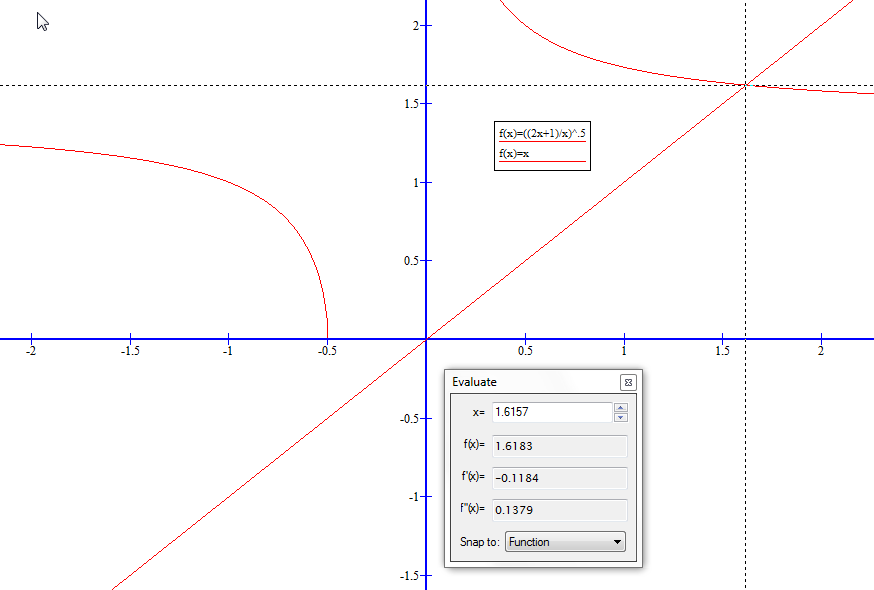 2
1.5
f(x)=((2x+1)/x)^.5
f(x)=x
1
0.5
-2 -1.5 -1 -0.5 0.5 1 1.5 2
Evaluate
x= 1.6157
-0.5
f(x)= 1.6183
f'(x)= -0.1184
-1
f''(x)= 0.1379
Snap to: Function
-1.5